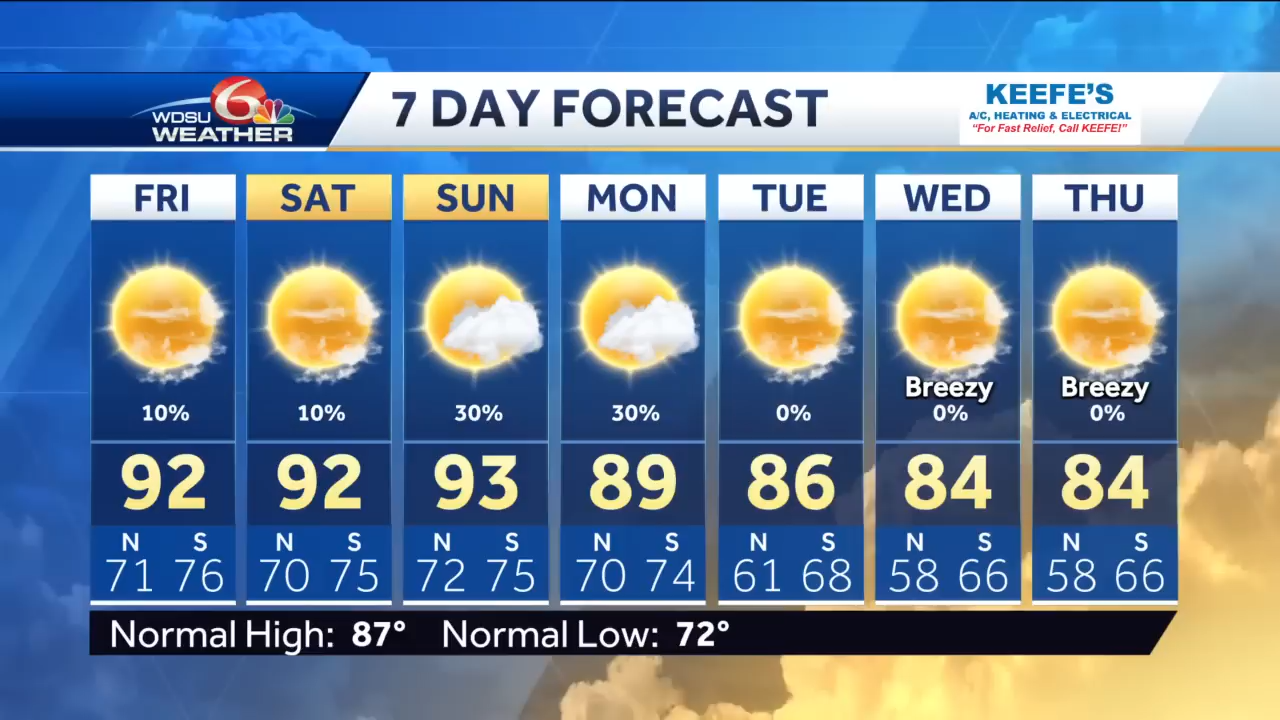 WDSU 6
WEATHER
7 DAY FORECAST
KEEFE'S
A/C, HEATING & ELECTRICAL
"For Fast Relief, Call KEEFE!"
FRI SAT SUN MON TUE WED THU
Breezy Breezy
10% 10% 30% 30% 0% 0% 0%
92 92 93 89 86 84 84
N S N S N S N S N S N S N S
71 76 70 75 72 75 70 74 61 68 58 66 58 66
Normal High: 87° Normal Low: 72°